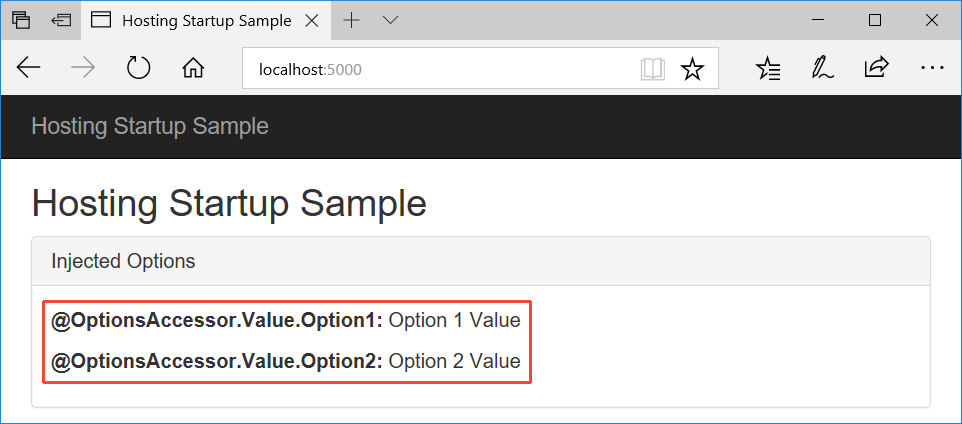 Hosting Startup Sample
localhost:5000
Hosting Startup Sample
Hosting Startup Sample
Injected Options
@OptionsAccessor.Value.Option1: Option 1 Value
@OptionsAccessor.Value.Option2: Option 2 Value